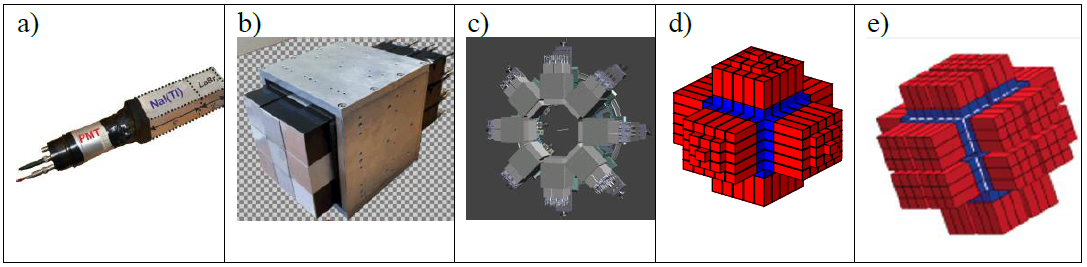 a)
b)
c)
d)
e)
PMT
NaI(Tl)
LaBr